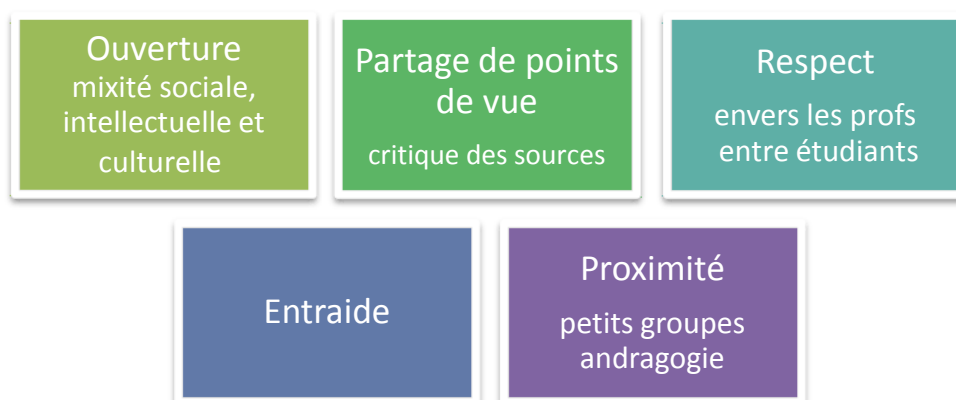 Ouverture
mixité sociale,
intellectuelle et
culturelle
Partage de points
de vue
critique des sources
Respect
envers les profs
entre étudiants
Entraide
Proximité
petits groupes
andragogie